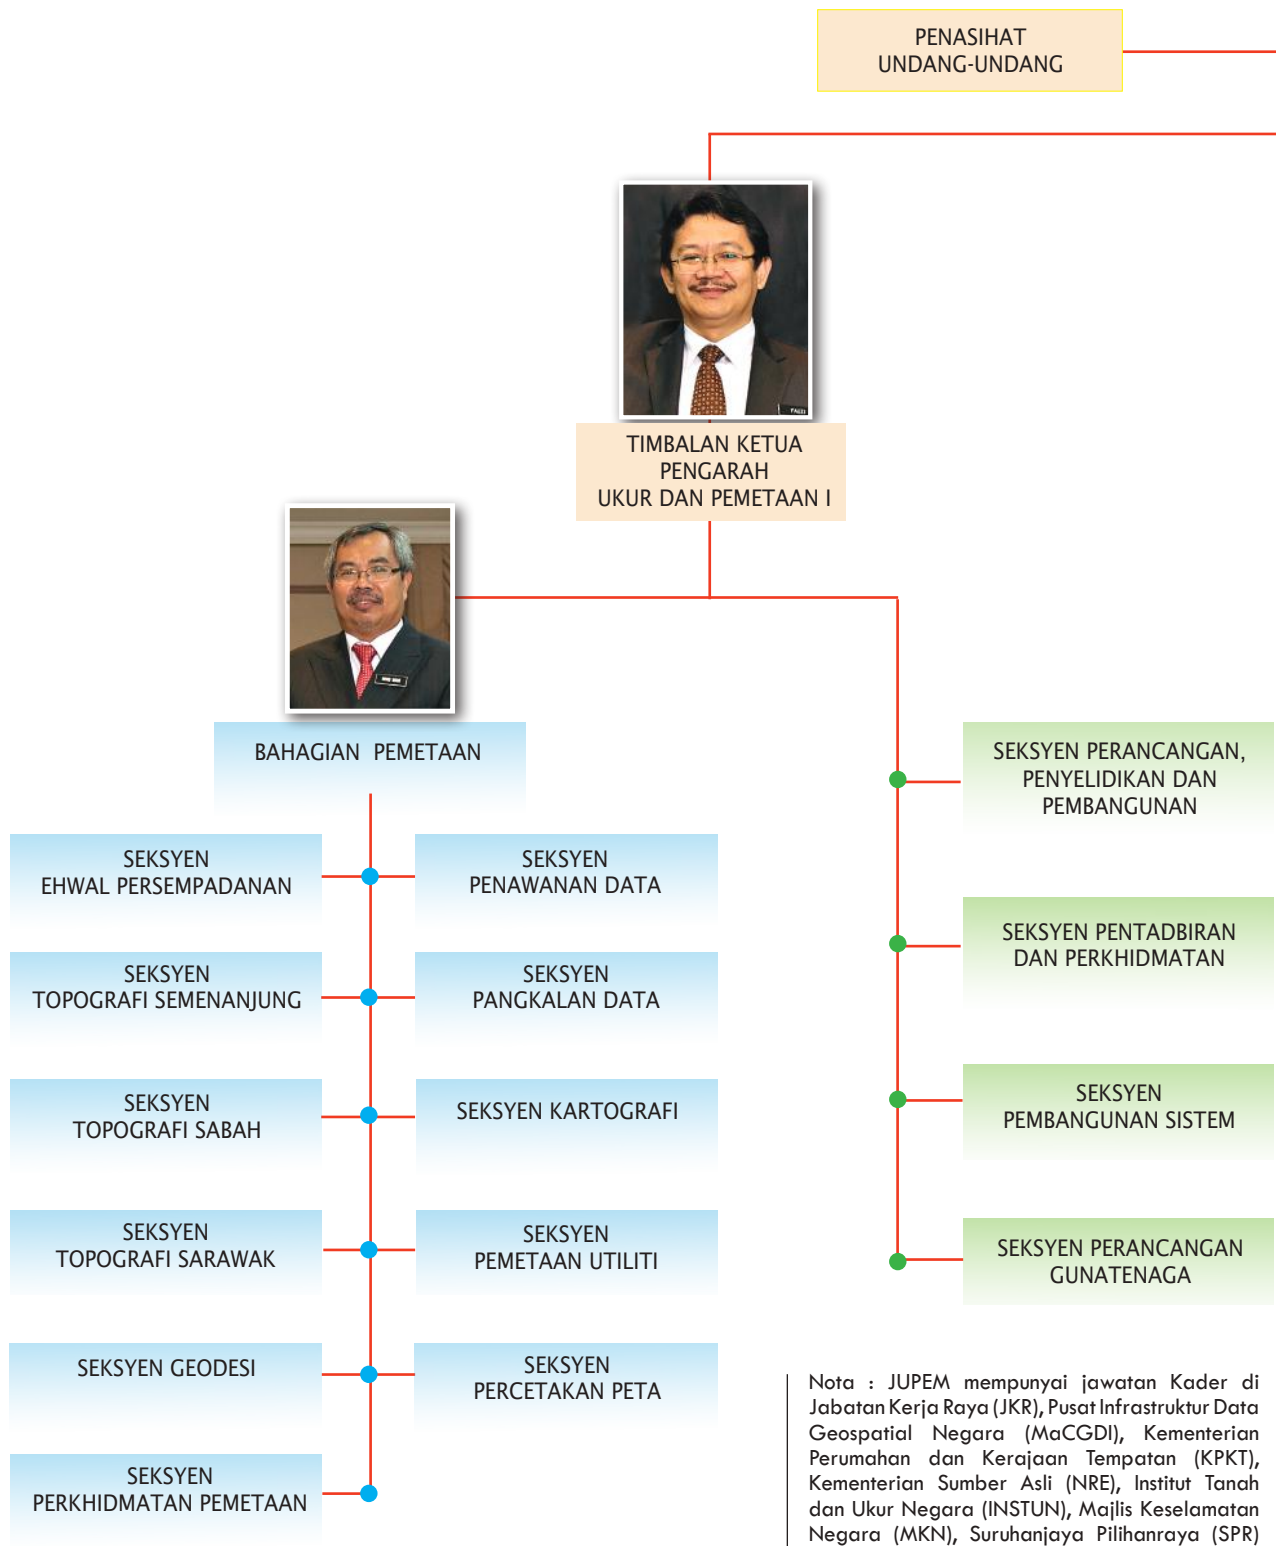 PENASIHAT
UNDANG-UNDANG
TIMBALAN KETUA
PENGARAH
UKUR DAN PEMETAAN I
BAHAGIAN PEMETAAN
SEKSYEN
EHWAL PERSEMPADANAN
SEKSYEN
PENAWANAN DATA
SEKSYEN
TOPOGRAFI SEMENANJUNG
SEKSYEN
PANGKALAN DATA
SEKSYEN
TOPOGRAFI SABAH
SEKSYEN KARTOGRAFI
SEKSYEN
TOPOGRAFI SARAWAK
SEKSYEN
PEMETAAN UTILITI
SEKSYEN GEODESI
SEKSYEN
PERCETAKAN PETA
SEKSYEN
PERKHIDMATAN PEMETAAN
SEKSYEN PERANCANGAN,
PENYELIDIKAN DAN
PEMBANGUNAN
SEKSYEN PENTADBIRAN
DAN PERKHIDMATAN
SEKSYEN
PEMBANGUNAN SISTEM
SEKSYEN PERANCANGAN
GUNATENAGA
Nota : JUPEM mempunyai jawatan Kader di
Jabatan Kerja Raya (JKR), Pusat Infrastruktur Data
Geospatial Negara (MaCGDI), Kementerian
Perumahan dan Kerajaan Tempatan (KPKT),
Kementerian Sumber Asli (NRE), Institut Tanah
dan Ukur Negara (INSTUN), Majlis Keselamatan
Negara (MKN), Suruhanjaya Pilihanraya (SPR)